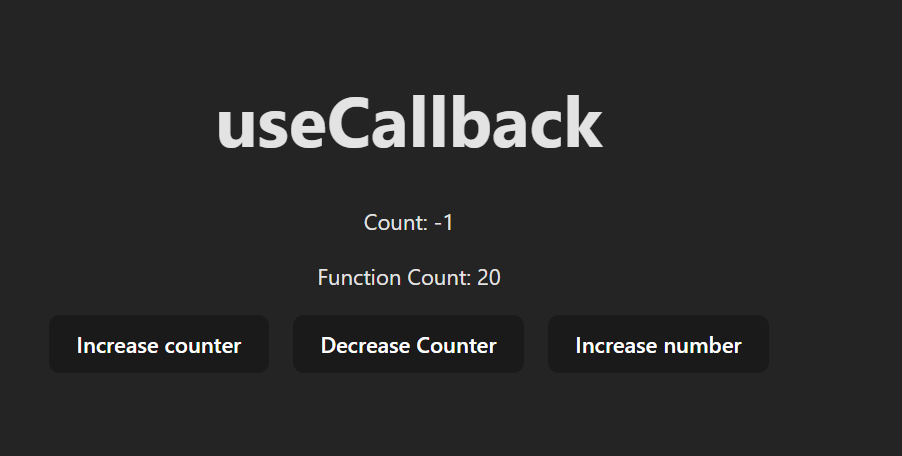 useCallback
Count: -1
Function Count: 20
Increase counter Decrease Counter Increase number